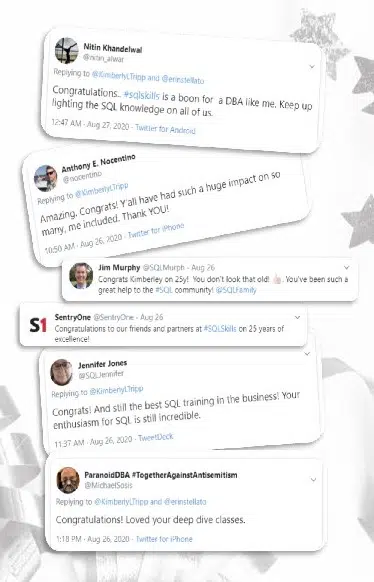 Nitin Khandelwal
@nitin_alwar
Replying to @KimberlyLTripp and @erinstellato
Congratulations.. #sqlskills is a boon for a DBA like me. Keep up
lighting the SQL knowledge on all of us.
12:47 AM · Aug 27, 2020 · Twitter for Android
Anthony E. Nocentino
@nocentino
Replying to @KimberlyLTripp
Amazing, Congrats! Y'all have had such a huge impact on so
many, me included. Thank YOU!
10:50 AM · Aug 26, 2020 · Twitter for iPhone
Jim Murphy @SQLMurph · Aug 26
Congrats Kimberley on 25y! You don't look that old! You've been such a
great help to the #SQL community! @SQLFamily
S1
SentryOne @SentryOne · Aug 26
Congratulations to our friends and partners at #SQLSkills on 25 years of
excellence!
Jennifer Jones
@SQLJennifer
Replying to @KimberlyLTripp
Congrats! And still the best SQL training in the business! Your
enthusiasm for SQL is still incredible.
11:37 AM · Aug 26, 2020 · TweetDeck
ParanoidDBA #TogetherAgainstAntisemitism
@MichaelSosis
Replying to @KimberlyLTripp and @erinstellato
Congratulations! Loved your deep dive classes.
1:18 PM · Aug 26, 2020 · Twitter for iPhone